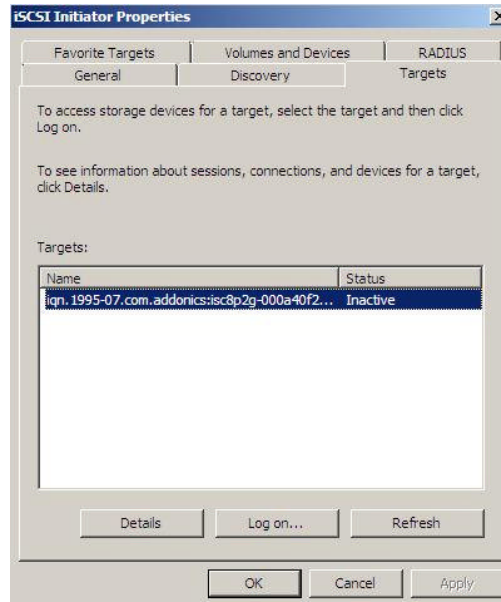 iSCSI Initiator Properties
Favorite Targets Volumes and Devices RADIUS
General Discovery Targets
To access storage devices for a target, select the target and then click
Log on.
To see information about sessions, connections, and devices for a target,
click Details.
Targets:
Name Status
iqn.1995-07.com.addonics:isc8p2g-000a40f2... Inactive
Details Log on... Refresh
OK Cancel Apply